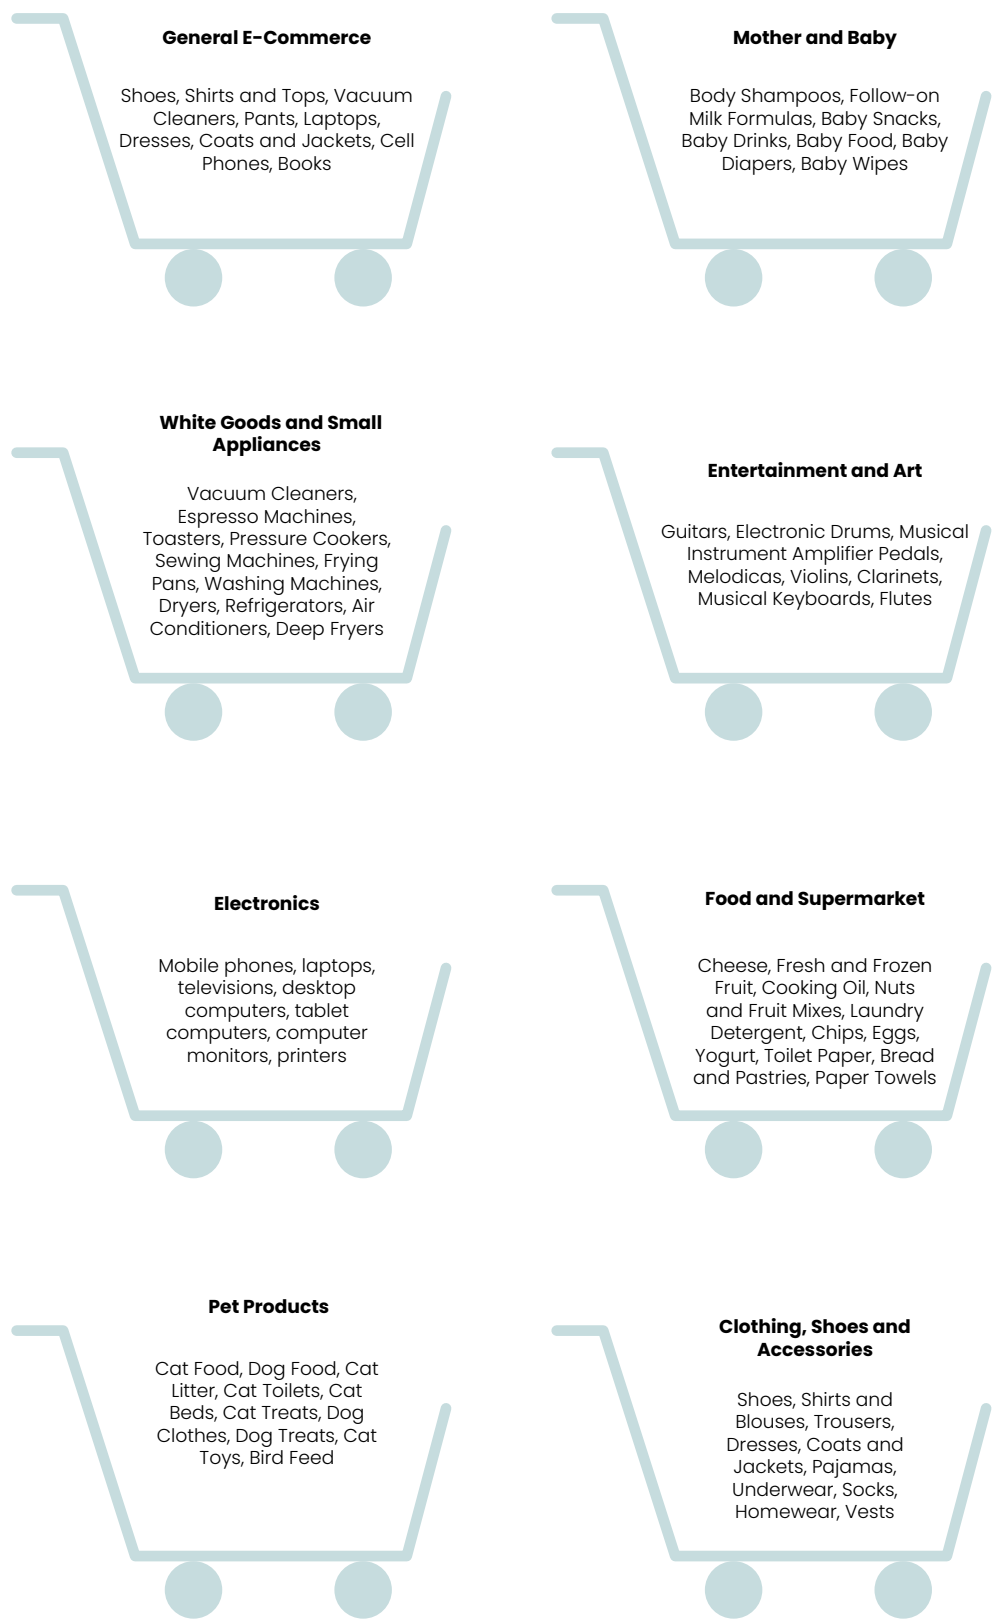 General E-Commerce
Shoes, Shirts and Tops, Vacuum
Cleaners, Pants, Laptops,
Dresses, Coats and Jackets, Cell
Phones, Books
Mother and Baby
Body Shampoos, Follow-on
Milk Formulas, Baby Snacks,
Baby Drinks, Baby Food, Baby
Diapers, Baby Wipes
White Goods and Small
Appliances
Vacuum Cleaners,
Espresso Machines,
Toasters, Pressure Cookers,
Sewing Machines, Frying
Pans, Washing Machines,
Dryers, Refrigerators, Air
Conditioners, Deep Fryers
Entertainment and Art
Guitars, Electronic Drums, Musical
Instrument Amplifier Pedals,
Melodicas, Violins, Clarinets,
Musical Keyboards, Flutes
Electronics
Mobile phones, laptops,
televisions, desktop
computers, tablet
computers, computer
monitors, printers
Food and Supermarket
Cheese, Fresh and Frozen
Fruit, Cooking Oil, Nuts
and Fruit Mixes, Laundry
Detergent, Chips, Eggs,
Yogurt, Toilet Paper, Bread
and Pastries, Paper Towels
Pet Products
Cat Food, Dog Food, Cat
Litter, Cat Toilets, Cat
Beds, Cat Treats, Dog
Clothes, Dog Treats, Cat
Toys, Bird Feed
Clothing, Shoes and
Accessories
Shoes, Shirts and
Blouses, Trousers,
Dresses, Coats and
Jackets, Pajamas,
Underwear, Socks,
Homewear, Vests